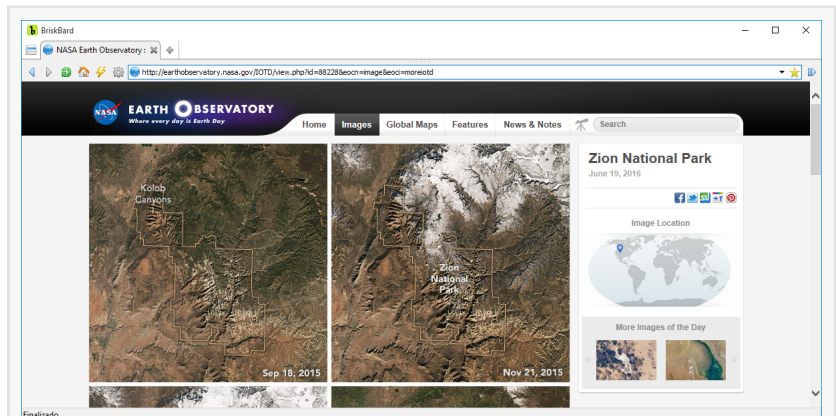 BriskBard
NASA Earth Observatory :
http://earthobservatory.nasa.gov/IOTD/view.php?id=88228&eocn=image&eoci=moreiotd
NASA
EARTH OBSERVATORY
Where every day is Earth Day
Home Images Global Maps Features News & Notes Search
Kolob
Canyons
Sep 18, 2015
Zion
National
Park
Nov 21, 2015
Zion National Park
June 19, 2016
+1
Image Location
More Images of the Day
Finalizado